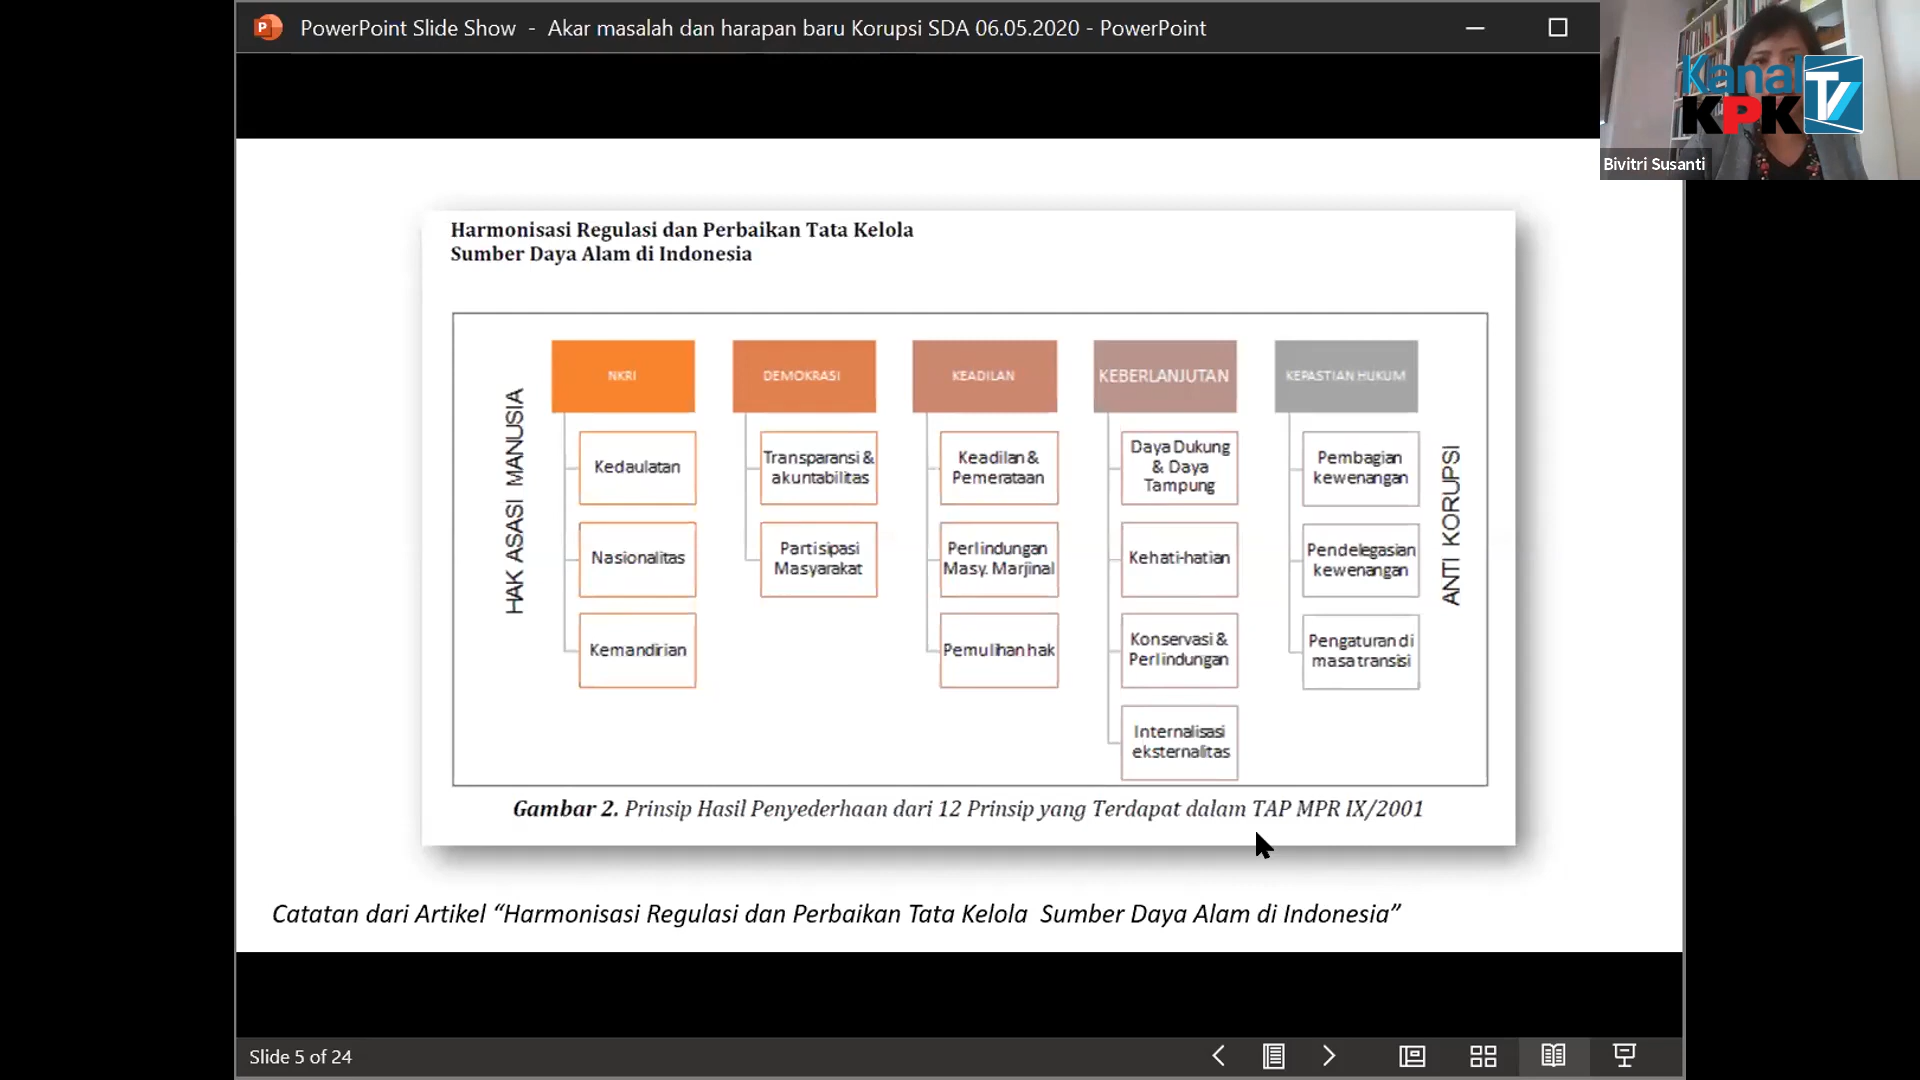 PowerPoint Slide Show - Akar masalah dan harapan baru Korupsi SDA 06.05.2020 - PowerPoint
Kanal
KPK TV
Bivitri Susanti
Harmonisasi Regulasi dan Perbaikan Tata Kelola
Sumber Daya Alam di Indonesia
HAK ASASI MANUSIA
NKRI
Kedaulatan
Nasionalitas
Kemandirian
DEMOKRASI
Transparansi &
akuntabilitas
Partisipasi
Masyarakat
KEADILAN
Keadilan &
Pemerataan
Perlindungan
Masy. Marjinal
Pemulihan hak
KEBERLANJUTAN
Daya Dukung
& Daya
Tampung
Kehati-hatian
Konservasi &
Perlindungan
Internalisasi
eksternalitas
KEPASTIAN HUKUM
Pembagian
kewenangan
Pendelegasian
kewenangan
Pengaturan di
masa transisi
ANTI KORUPSI
Gambar 2. Prinsip Hasil Penyederhaan dari 12 Prinsip yang Terdapat dalam TAP MPR IX/2001
Catatan dari Artikel “Harmonisasi Regulasi dan Perbaikan Tata Kelola Sumber Daya Alam di Indonesia”
Slide 5 of 24